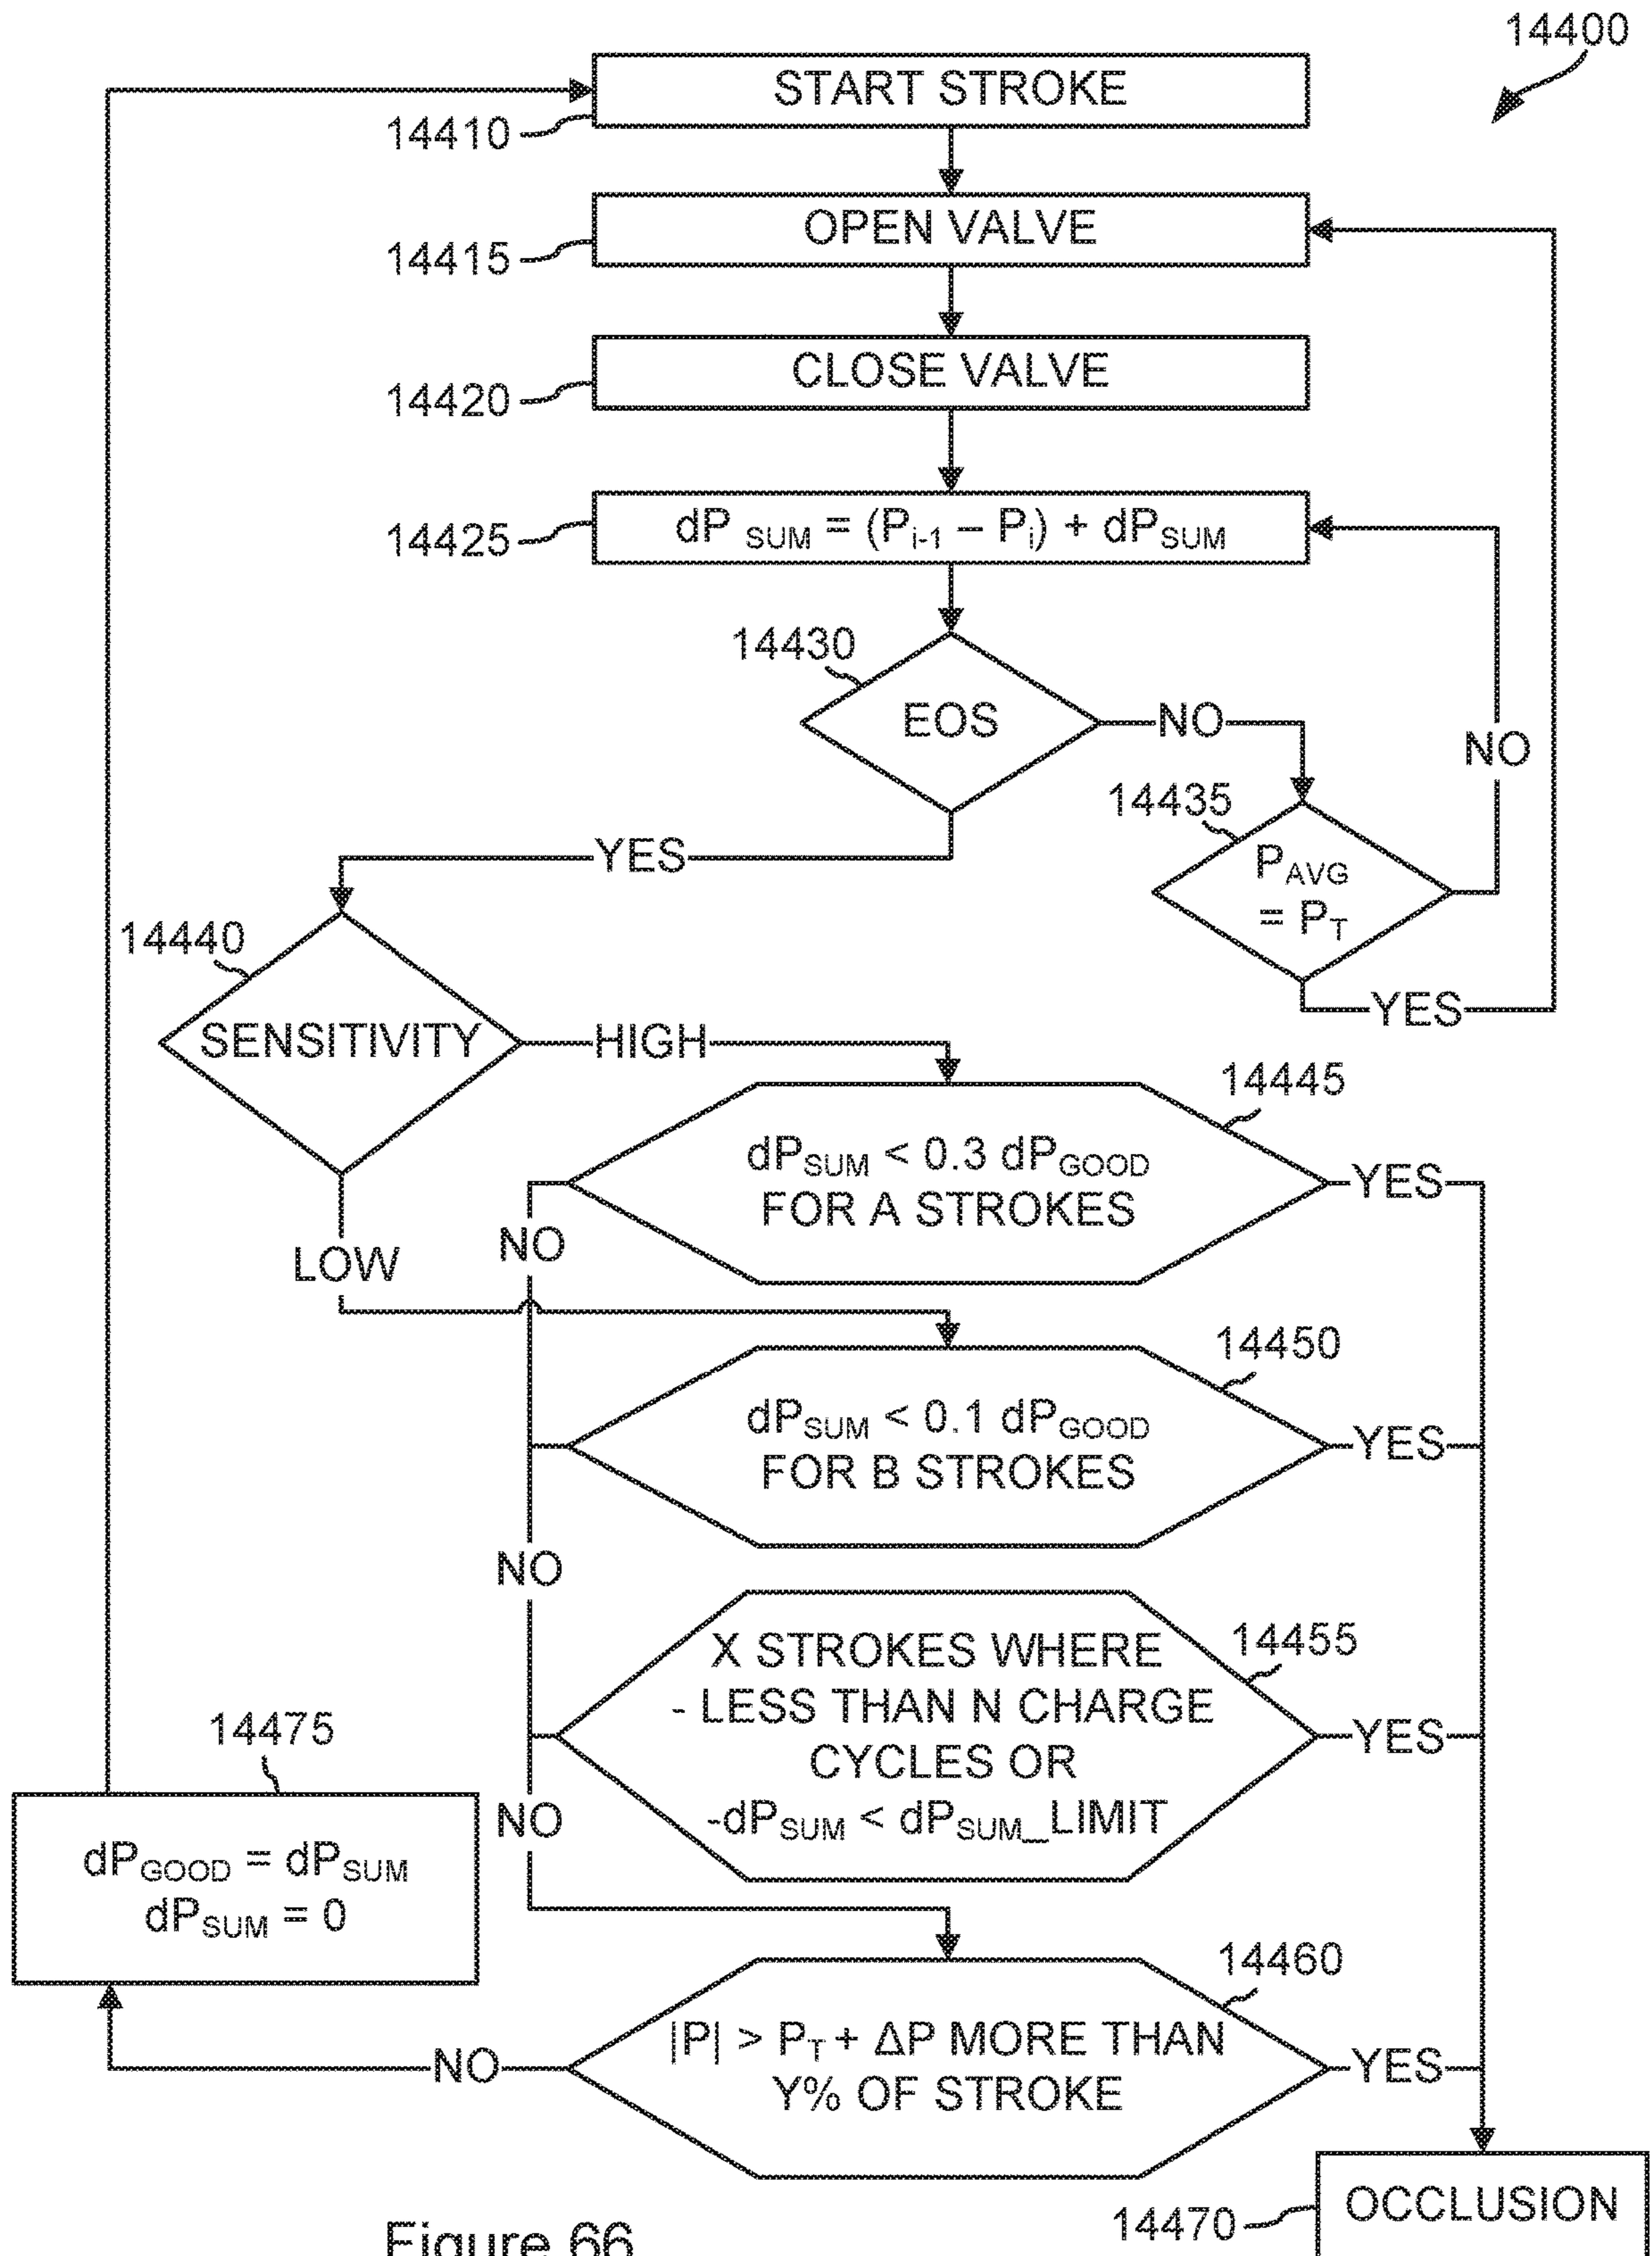 14400
START STROKE
14410
OPEN VALVE
14415
CLOSE VALVE
14420
dP SUM = (Pi-1 – Pi) + dPSUM
14425
14430
EOS
NO
NO
14435
PAVG
= PT
YES
YES
14440
SENSITIVITY
HIGH
LOW
14445
dPSUM < 0.3 dPGOOD
FOR A STROKES
YES
NO
14450
dPSUM < 0.1 dPGOOD
FOR B STROKES
YES
NO
14455
X STROKES WHERE
- LESS THAN N CHARGE
CYCLES OR
-dPSUM < dPSUM_LIMIT
YES
NO
14475
dPGOOD = dPSUM
dPSUM = 0
14460
|P| > PT + ΔP MORE THAN
Y% OF STROKE
YES
NO
OCCLUSION
14470
Figure 66